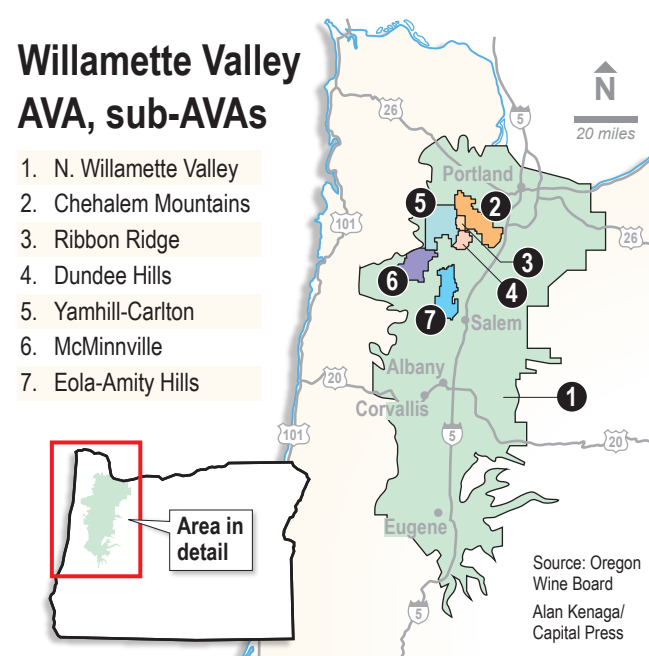 Willamette Valley
AVA, sub-AVAs
1. N. Willamette Valley
2. Chehalem Mountains
3. Ribbon Ridge
4. Dundee Hills
5. Yamhill-Carlton
6. McMinnville
7. Eola-Amity Hills
N
20 miles
26
5
Portland
5
2
101
26
3
6
4
7
Salem
Albany
20
1
Corvallis
101
5
20
Eugene
Area in
detail
Source: Oregon
Wine Board
Alan Kenaga/
Capital Press
5